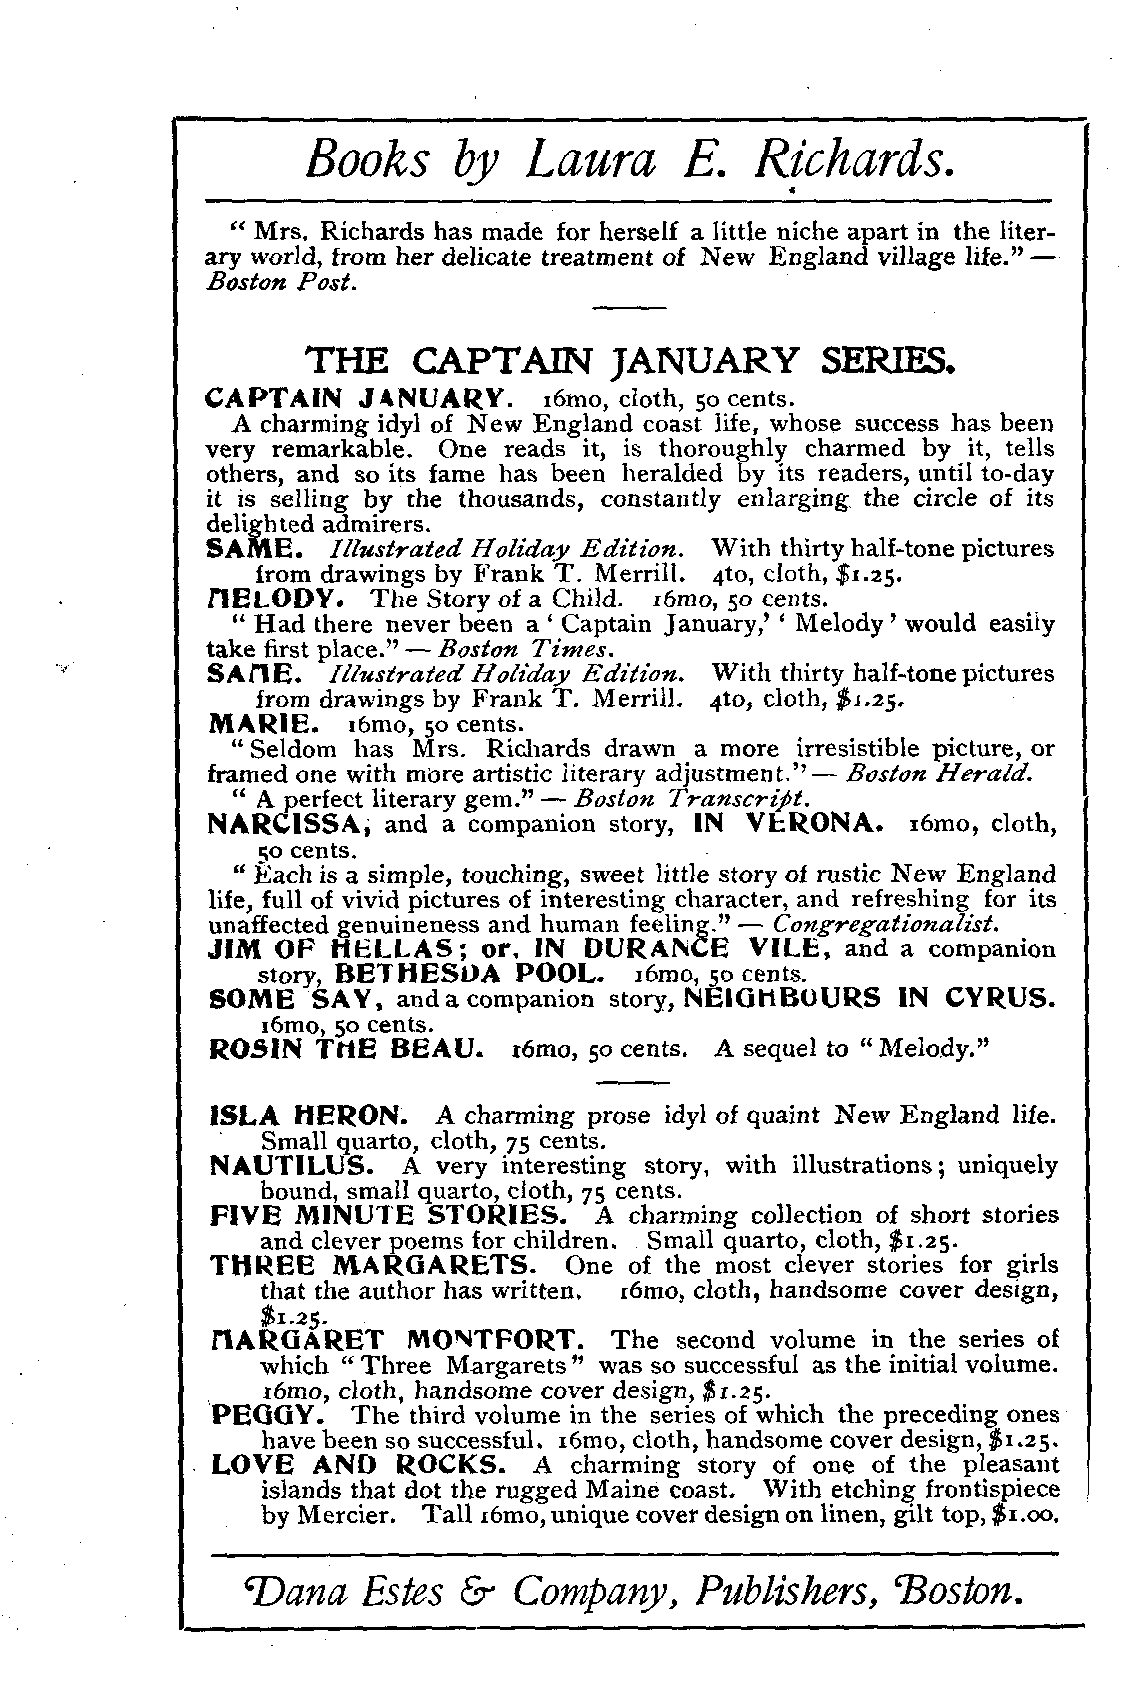 Books by Laura E. Richards.
“ Mrs. Richards has made for herself a little niche apart in the liter-
ary world, from her delicate treatment of New England village life.” —
Boston Post.
THE CAPTAIN JANUARY SERIES.
CAPTAIN JANUARY. 16mo, cloth, 50 cents.
A charming idyl of New England coast life, whose success has been
very remarkable. One reads it, is thoroughly charmed by it, tells
others, and so its fame has been heralded by its readers, until to-day
it is selling by the thousands, constantly enlarging the circle of its
delighted admirers.
SAME. Illustrated Holiday Edition. With thirty half-tone pictures
from drawings by Frank T. Merrill. 4to, cloth, $1.25.
MELODY. The Story of a Child. 16mo, 50 cents.
“ Had there never been a ‘ Captain January,’ ‘ Melody ’ would easily
take first place.” — Boston Times.
SAME. Illustrated Holiday Edition. With thirty half-tone pictures
from drawings by Frank T. Merrill. 4to, cloth, $1.25.
MARIE. 16mo, 50 cents.
“ Seldom has Mrs. Richards drawn a more irresistible picture, or
framed one with more artistic literary adjustment.” — Boston Herald.
“ A perfect literary gem.” — Boston Transcript.
NARCISSA, and a companion story, IN VERONA. 16mo, cloth,
50 cents.
“ Each is a simple, touching, sweet little story of rustic New England
life, full of vivid pictures of interesting character, and refreshing for its
unaffected genuineness and human feeling.” — Congregationalist.
JIM OF HELLAS; or, IN DURANCE VILE, and a companion
story, BETHESDA POOL. 16mo, 50 cents.
SOME SAY, and a companion story, NEIGHBOURS IN CYRUS.
16mo, 50 cents.
ROSIN THE BEAU. 16mo, 50 cents. A sequel to “ Melody.”
ISLA HERON. A charming prose idyl of quaint New England life.
Small quarto, cloth, 75 cents.
NAUTILUS. A very interesting story, with illustrations; uniquely
bound, small quarto, cloth, 75 cents.
FIVE MINUTE STORIES. A charming collection of short stories
and clever poems for children. Small quarto, cloth, $1.25.
THREE MARGARETS. One of the most clever stories for girls
that the author has written. 16mo, cloth, handsome cover design,
$1.25.
MARGARET MONTFORT. The second volume in the series of
which “ Three Margarets ” was so successful as the initial volume.
16mo, cloth, handsome cover design, $1.25.
PEGGY. The third volume in the series of which the preceding ones
have been so successful. 16mo, cloth, handsome cover design, $1.25.
LOVE AND ROCKS. A charming story of one of the pleasant
islands that dot the rugged Maine coast. With etching frontispiece
by Mercier. Tall 16mo, unique cover design on linen, gilt top, $1.00.
Dana Estes & Company, Publishers, Boston.